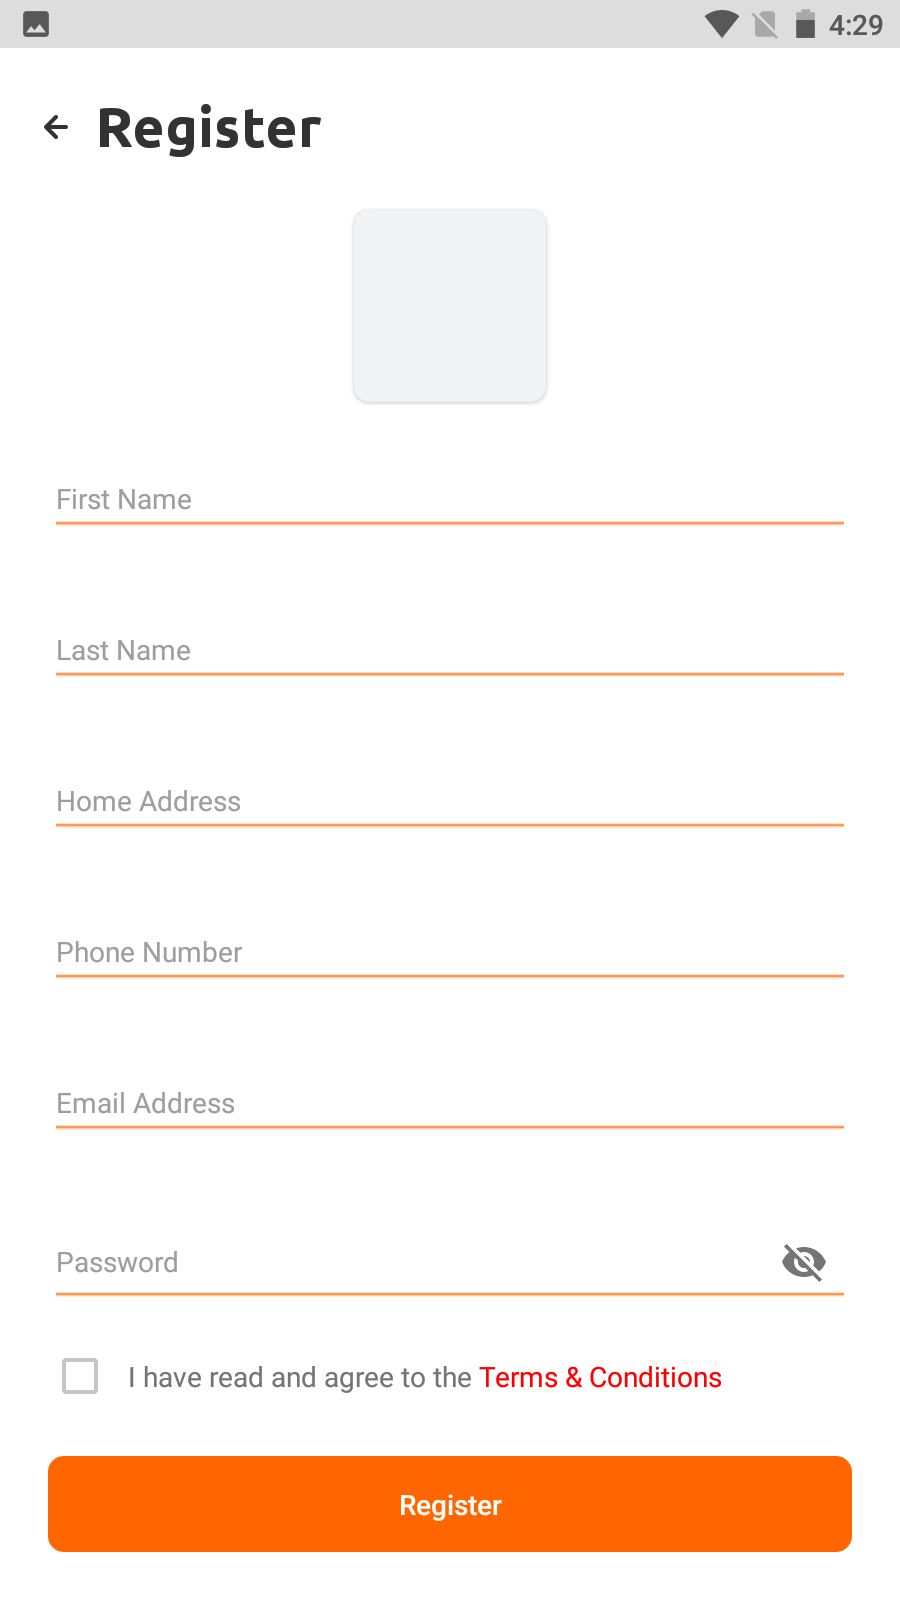 4:29
Register
First Name
Last Name
Home Address
Phone Number
Email Address
Password
I have read and agree to the Terms & Conditions
Register